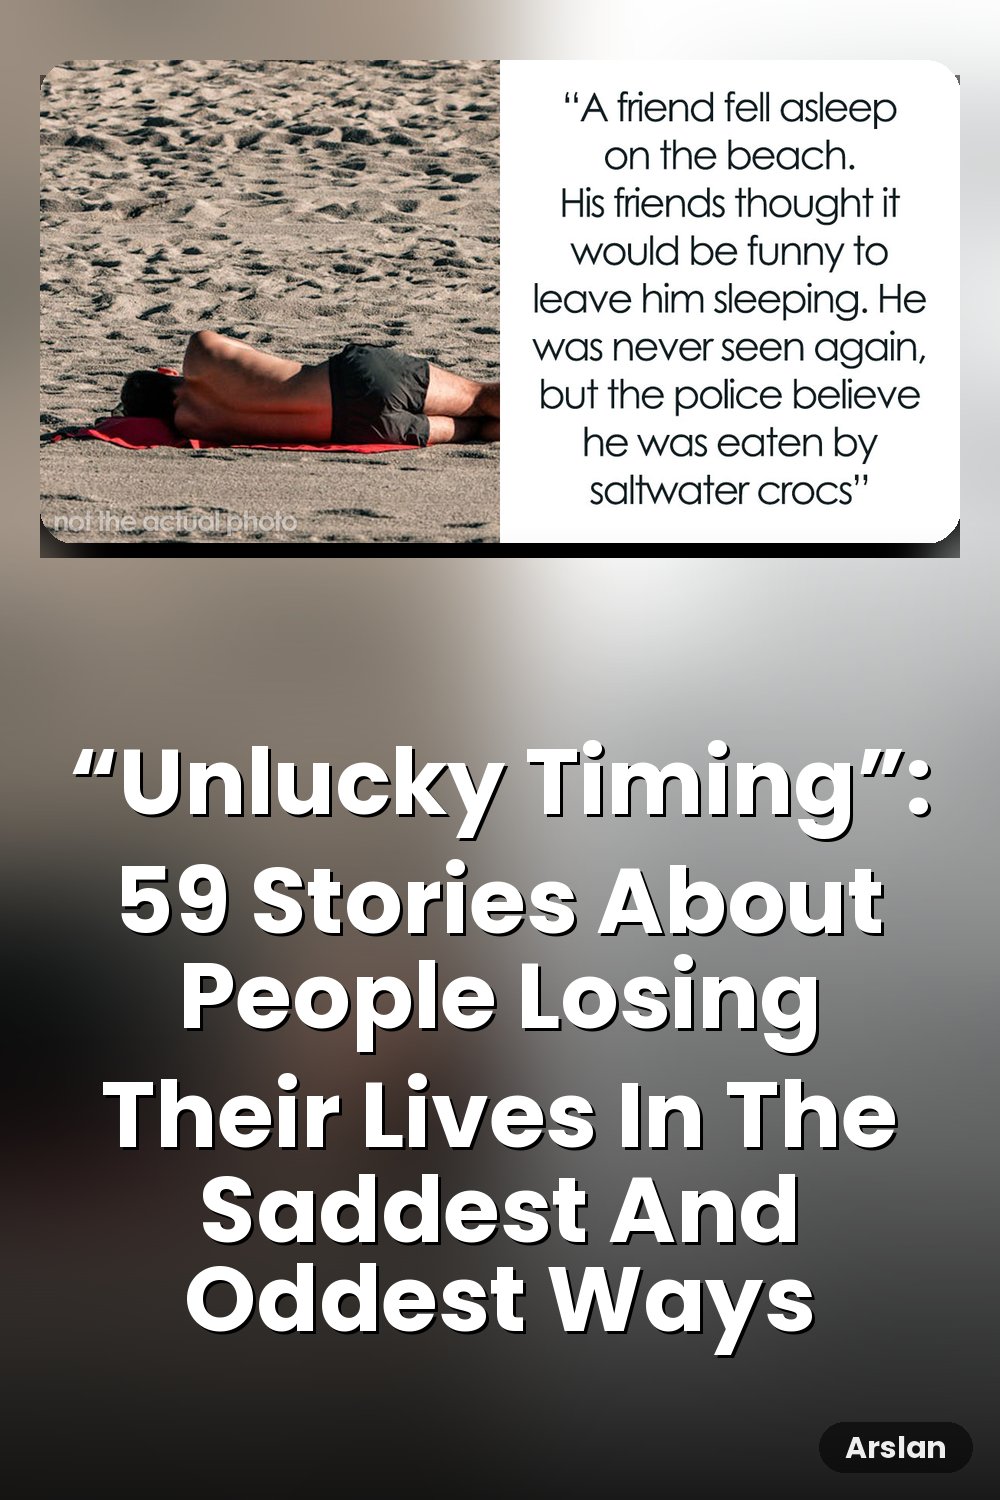 “A friend fell asleep
on the beach.
His friends thought it
would be funny to
leave him sleeping. He
was never seen again,
but the police believe
he was eaten by
saltwater crocs”
not the actual photo
“Unlucky Timing”:
59 Stories About
People Losing
Their Lives In The
Saddest And
Oddest Ways
Arslan